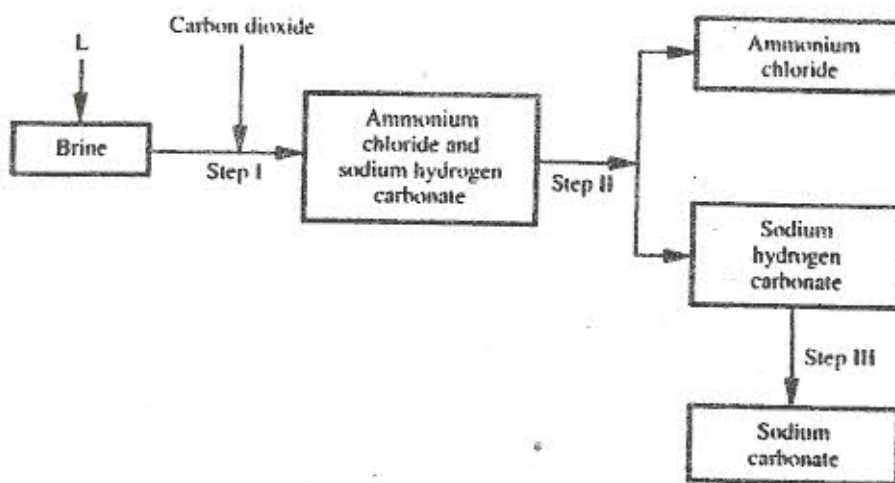 L
Carbon dioxide
Brine
Step I
Ammonium
chloride and
sodium hydrogen
carbonate
Step II
Ammonium
chloride
Sodium
hydrogen
carbonate
Step III
Sodium
carbonate